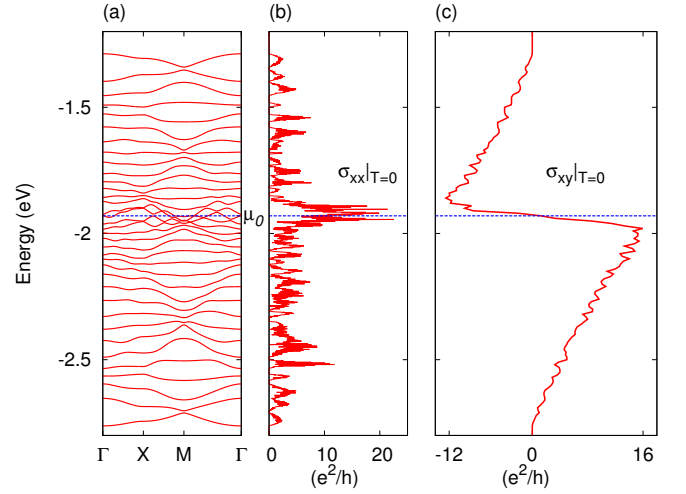 (a)
(b)
(c)
-1.5
-2
-2.5
Energy (eV)
μ0
σxx|T=0
σxy|T=0
Γ X M Γ
0 10 20
-12 0 16
(e²/h)
(e²/h)